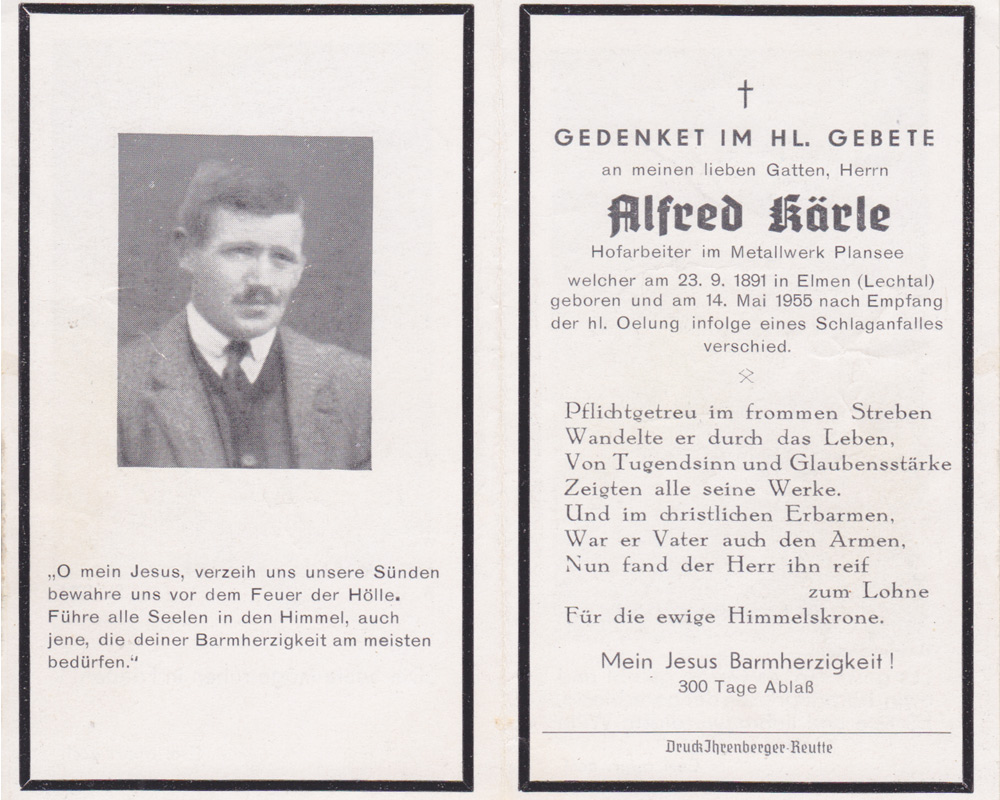 „O mein Jesus, verzeih uns unsere Sünden
bewahre uns vor dem Feuer der Hölle.
Führe alle Seelen in den Himmel, auch
jene, die deiner Barmherzigkeit am meisten
bedürfen."
†
GEDENKET IM HL. GEBETE
an meinen lieben Gatten, Herrn
Alfred Kärle
Hofarbeiter im Metallwerk Plansee
welcher am 23. 9. 1891 in Elmen (Lechtal)
geboren und am 14. Mai 1955 nach Empfang
der hl. Oelung infolge eines Schlaganfalles
verschied.
Pflichtgetreu im frommen Streben
Wandelte er durch das Leben,
Von Tugendsinn und Glaubensstärke
Zeigten alle seine Werke.
Und im christlichen Erbarmen,
War er Vater auch den Armen,
Nun fand der Herr ihn reif
zum Lohne
Für die ewige Himmelskrone.
Mein Jesus Barmherzigkeit !
300 Tage Ablaß
Druck Ihrenberger-Reutte